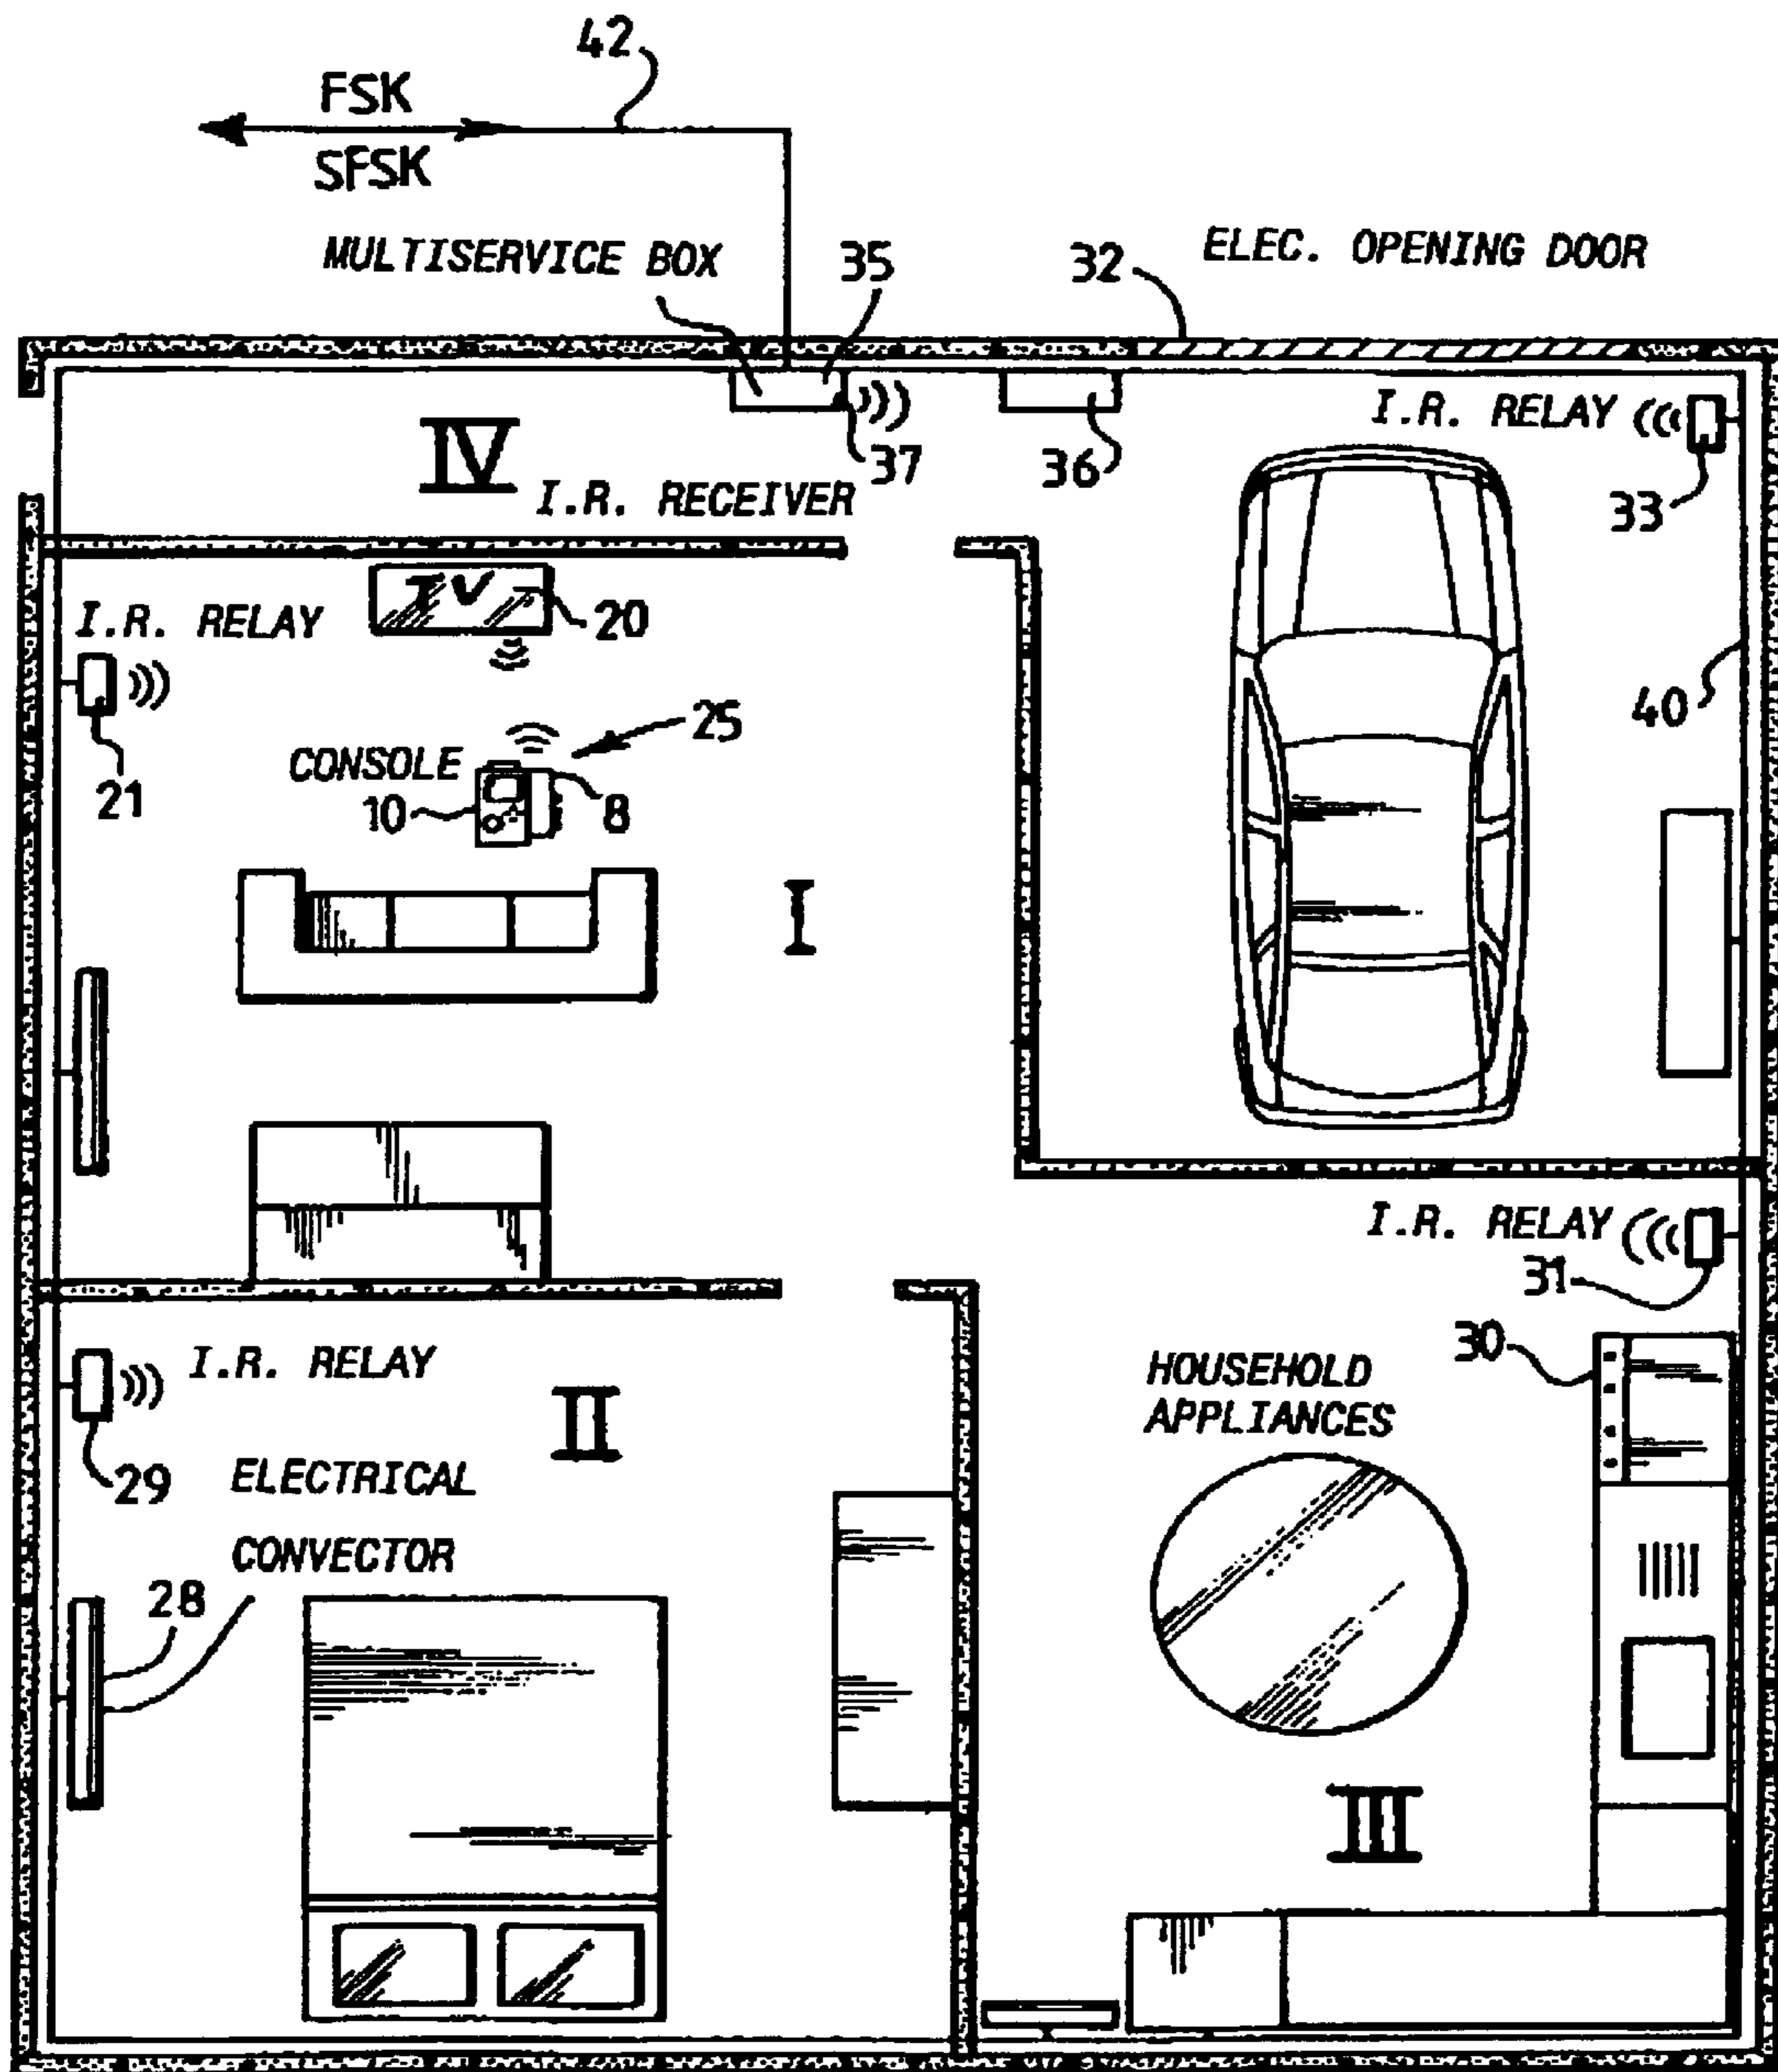 42
FSK
SFSK
MULTISERVICE BOX
35
32
ELEC. OPENING DOOR
IV
37
36
I.R. RELAY
33
I.R. RECEIVER
TV
20
I.R. RELAY
21
25
40
CONSOLE
10
8
I
I.R. RELAY
31
I.R. RELAY
29
II
30
HOUSEHOLD
APPLIANCES
ELECTRICAL
CONVECTOR
28
III